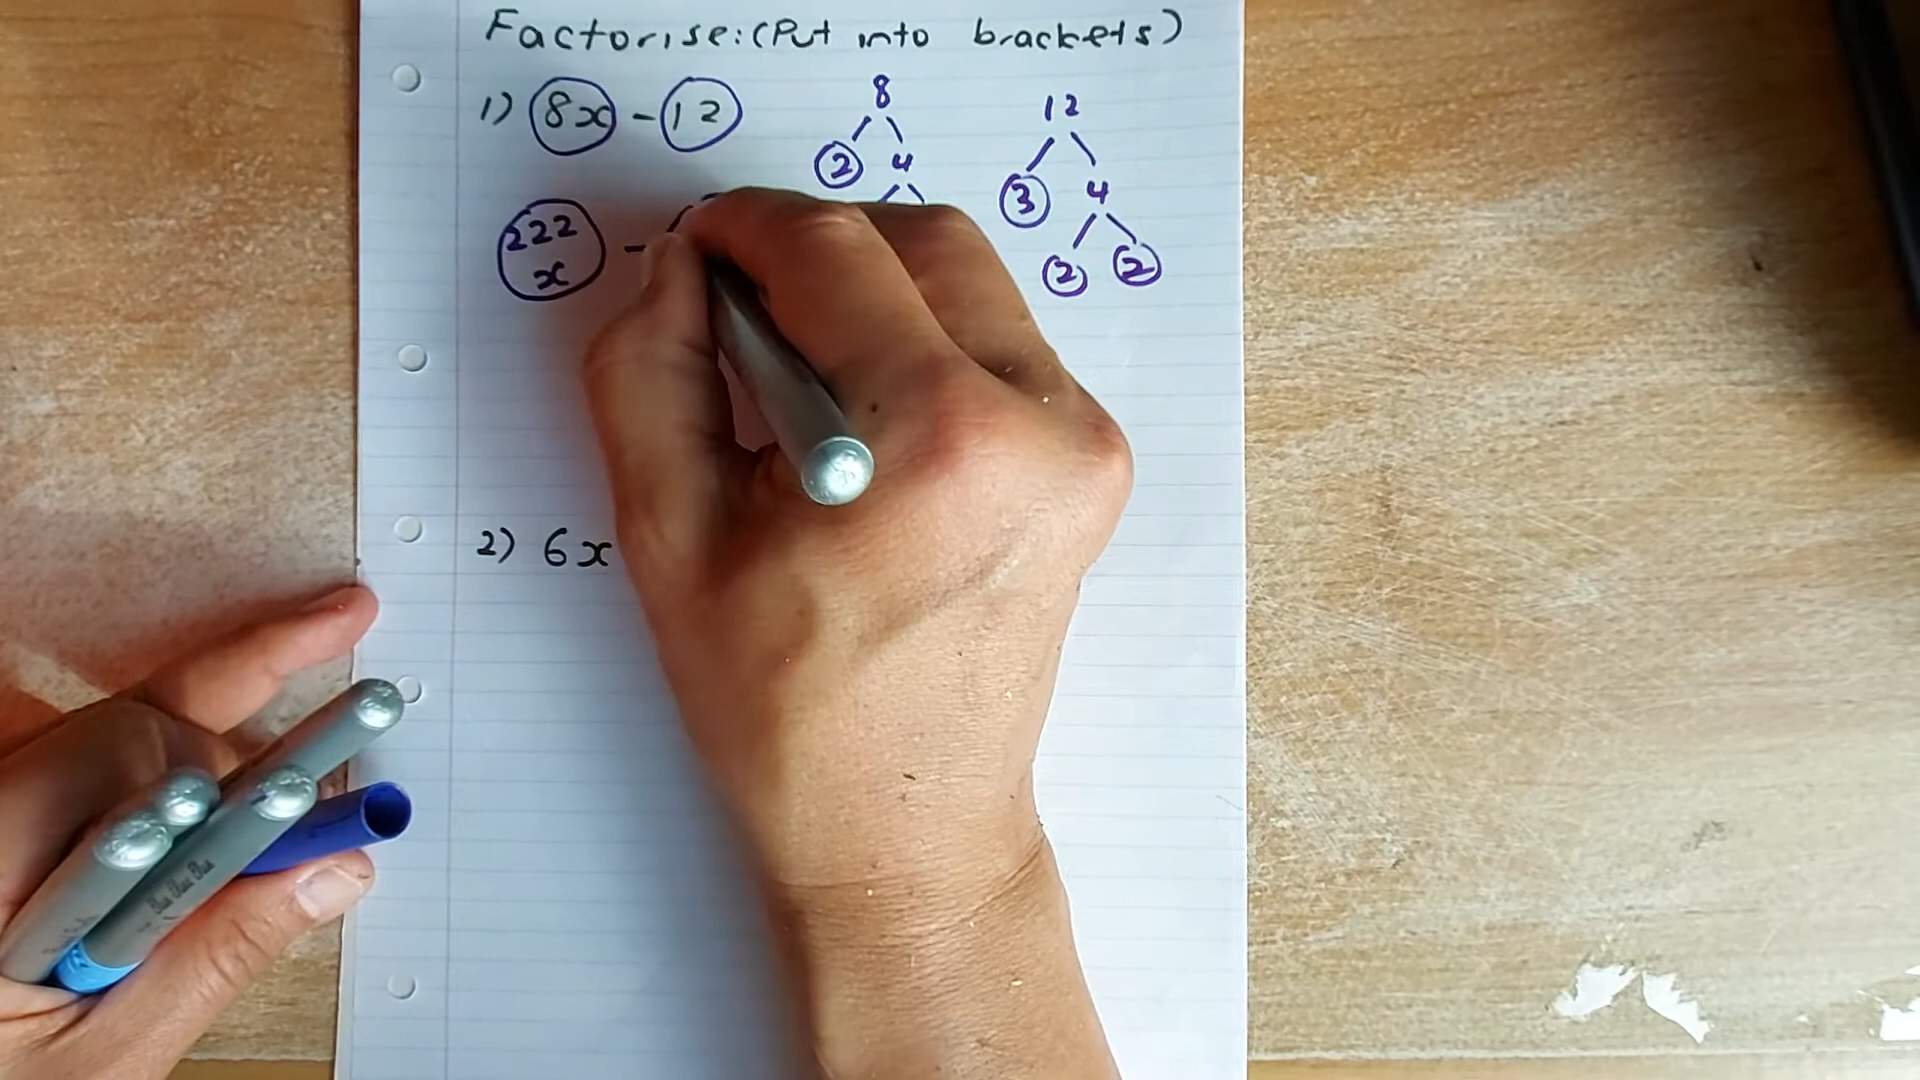 Factorise: (Put into brackets)
1) 8x - 12
8
2 4
12
3 4
2 2
222
x -
2) 6x